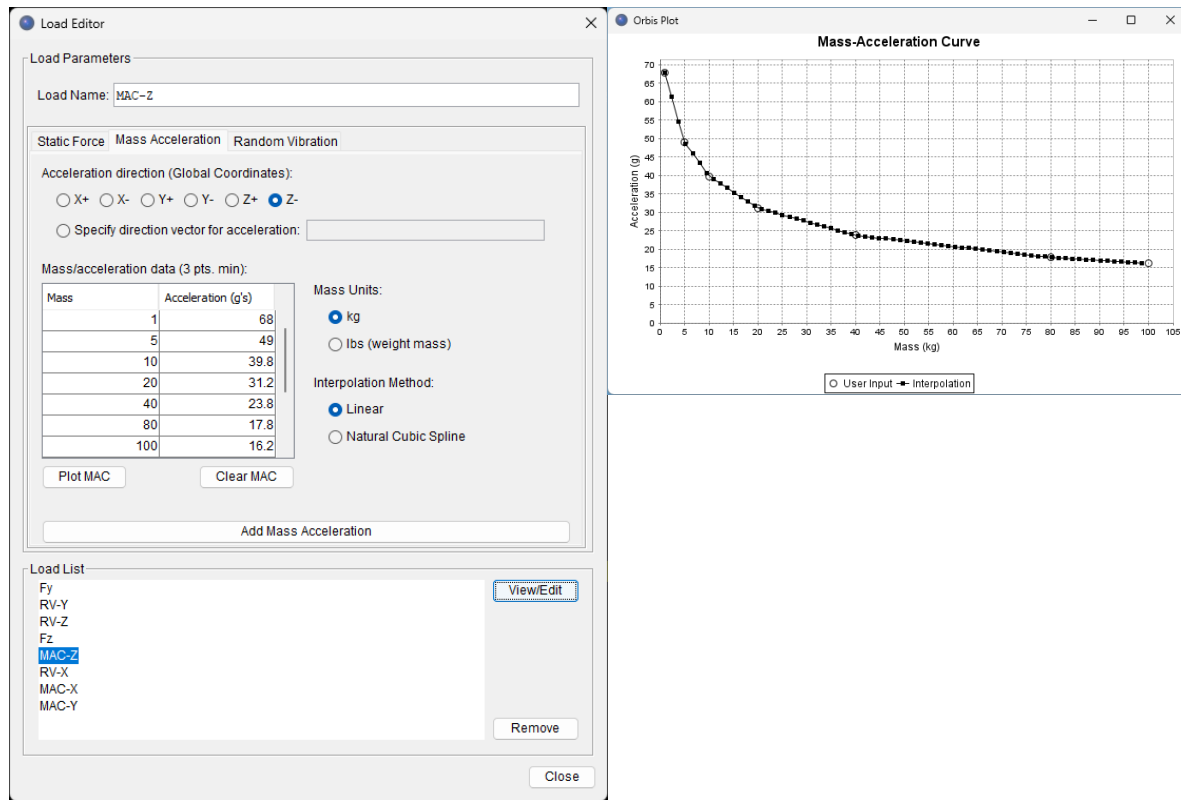 Load Editor
Load Parameters
Load Name: MAC-Z
Static Force Mass Acceleration Random Vibration
Acceleration direction (Global Coordinates):
X+ X- Y+ Y- Z+ Z-
Specify direction vector for acceleration:
Mass/acceleration data (3 pts. min):
Mass Acceleration (g's)
1 68
5 49
10 39.8
20 31.2
40 23.8
80 17.8
100 16.2
Mass Units:
kg
lbs (weight mass)
Interpolation Method:
Linear
Natural Cubic Spline
Plot MAC Clear MAC
Add Mass Acceleration
Load List
Fy
RV-Y
RV-Z
Fz
MAC-Z
RV-X
MAC-X
MAC-Y
View/Edit
Remove
Close
Orbis Plot
Mass-Acceleration Curve
Acceleration (g)
70
65
60
55
50
45
40
35
30
25
20
15
10
5
0
0 5 10 15 20 25 30 35 40 45 50 55 60 65 70 75 80 85 90 95 100 105
Mass (kg)
User Input Interpolation